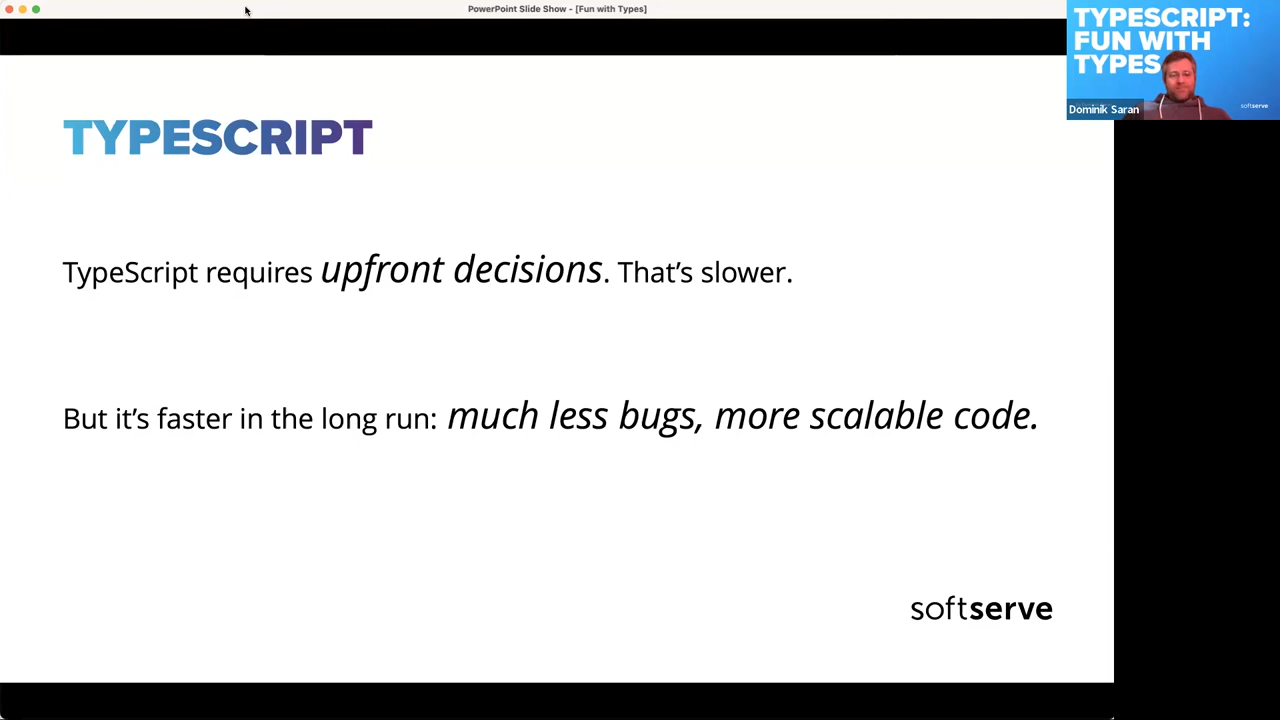 PowerPoint Slide Show - [Fun with Types]
TYPESCRIPT:
FUN WITH
TYPES
Dominik Saran
softserve
TYPESCRIPT
TypeScript requires upfront decisions. That's slower.
But it's faster in the long run: much less bugs, more scalable code.
softserve